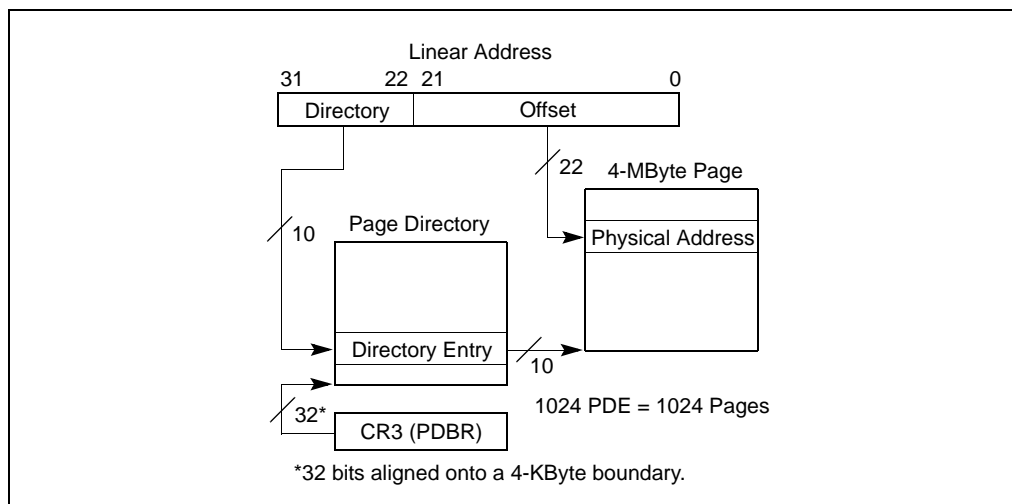 Linear Address
31 22 21 0
Directory Offset
22
4-MByte Page
10
Page Directory
Physical Address
Directory Entry
10
32*
1024 PDE = 1024 Pages
CR3 (PDBR)
*32 bits aligned onto a 4-KByte boundary.